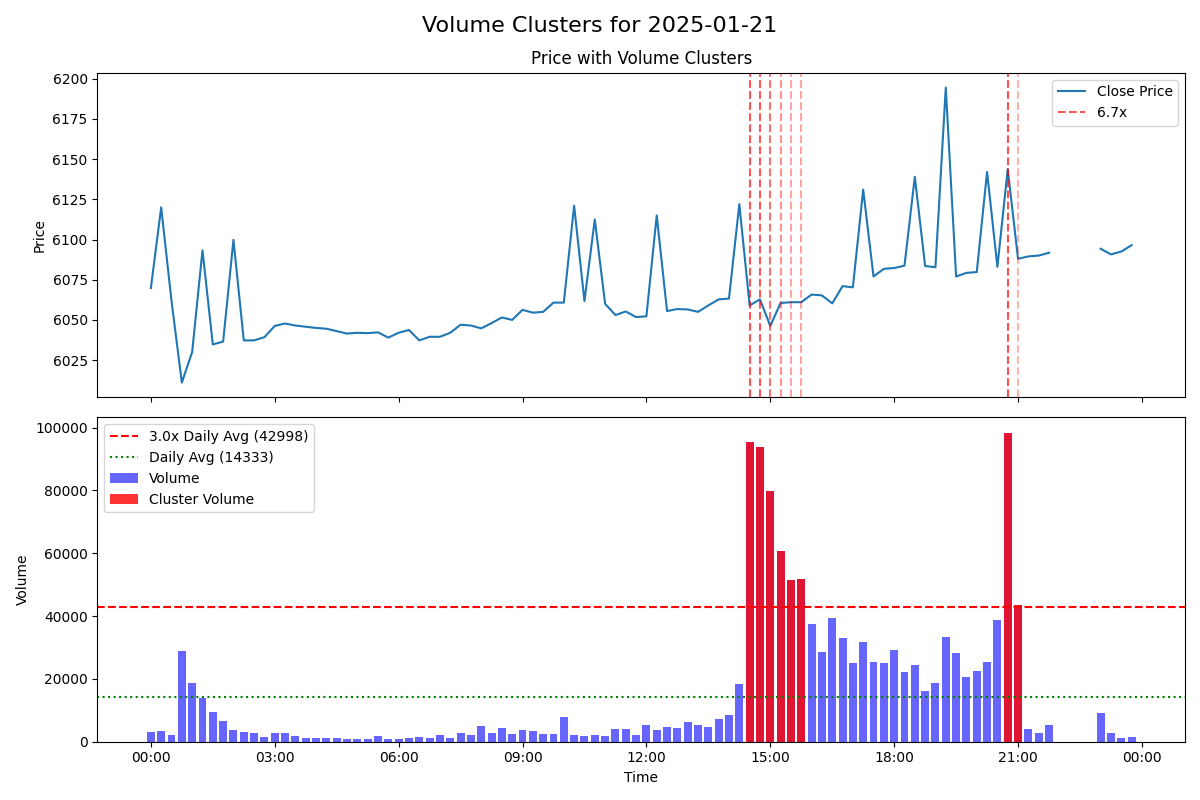 Volume Clusters for 2025-01-21
Price with Volume Clusters
6200
6175
6150
6125
6100
6075
6050
6025
Price
Close Price
6.7x
100000
80000
60000
40000
20000
0
Volume
3.0x Daily Avg (42998)
Daily Avg (14333)
Volume
Cluster Volume
00:00 03:00 06:00 09:00 12:00 15:00 18:00 21:00 00:00
Time